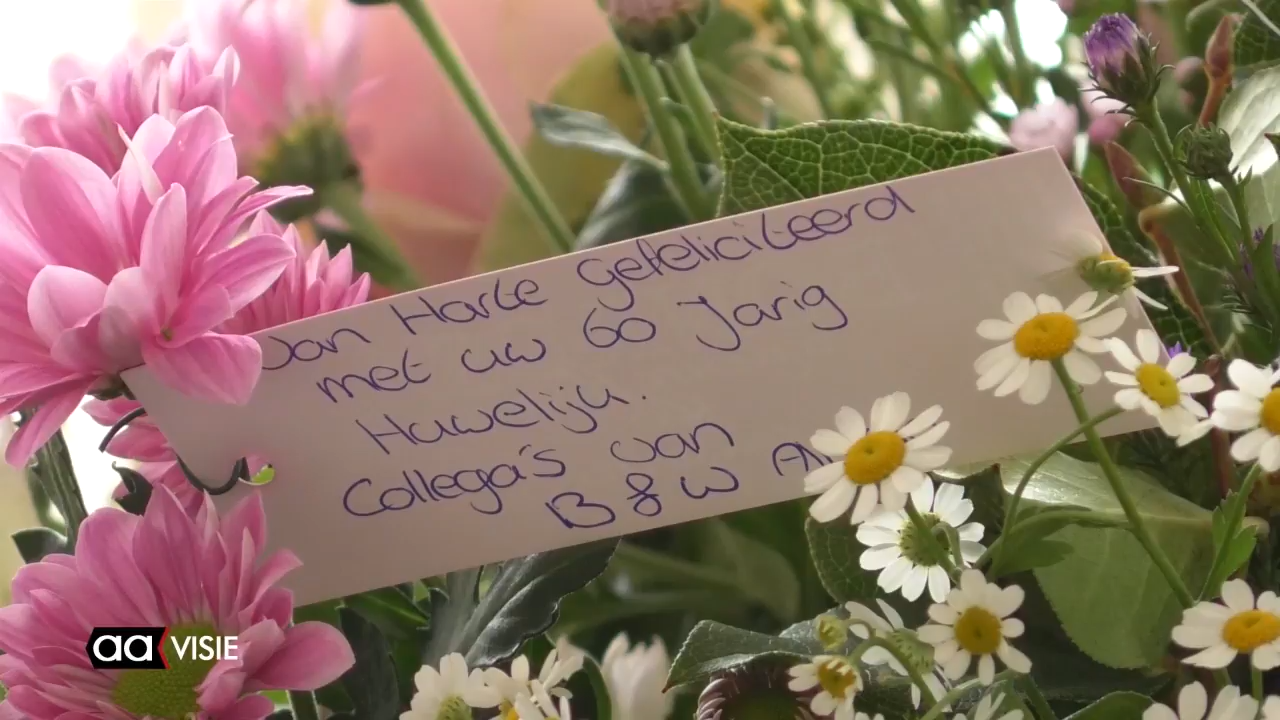 van Harte gefeliciteerd
met uw 60 Jarig
Huwelijk.
Collega's van
B & W
aa VISIE